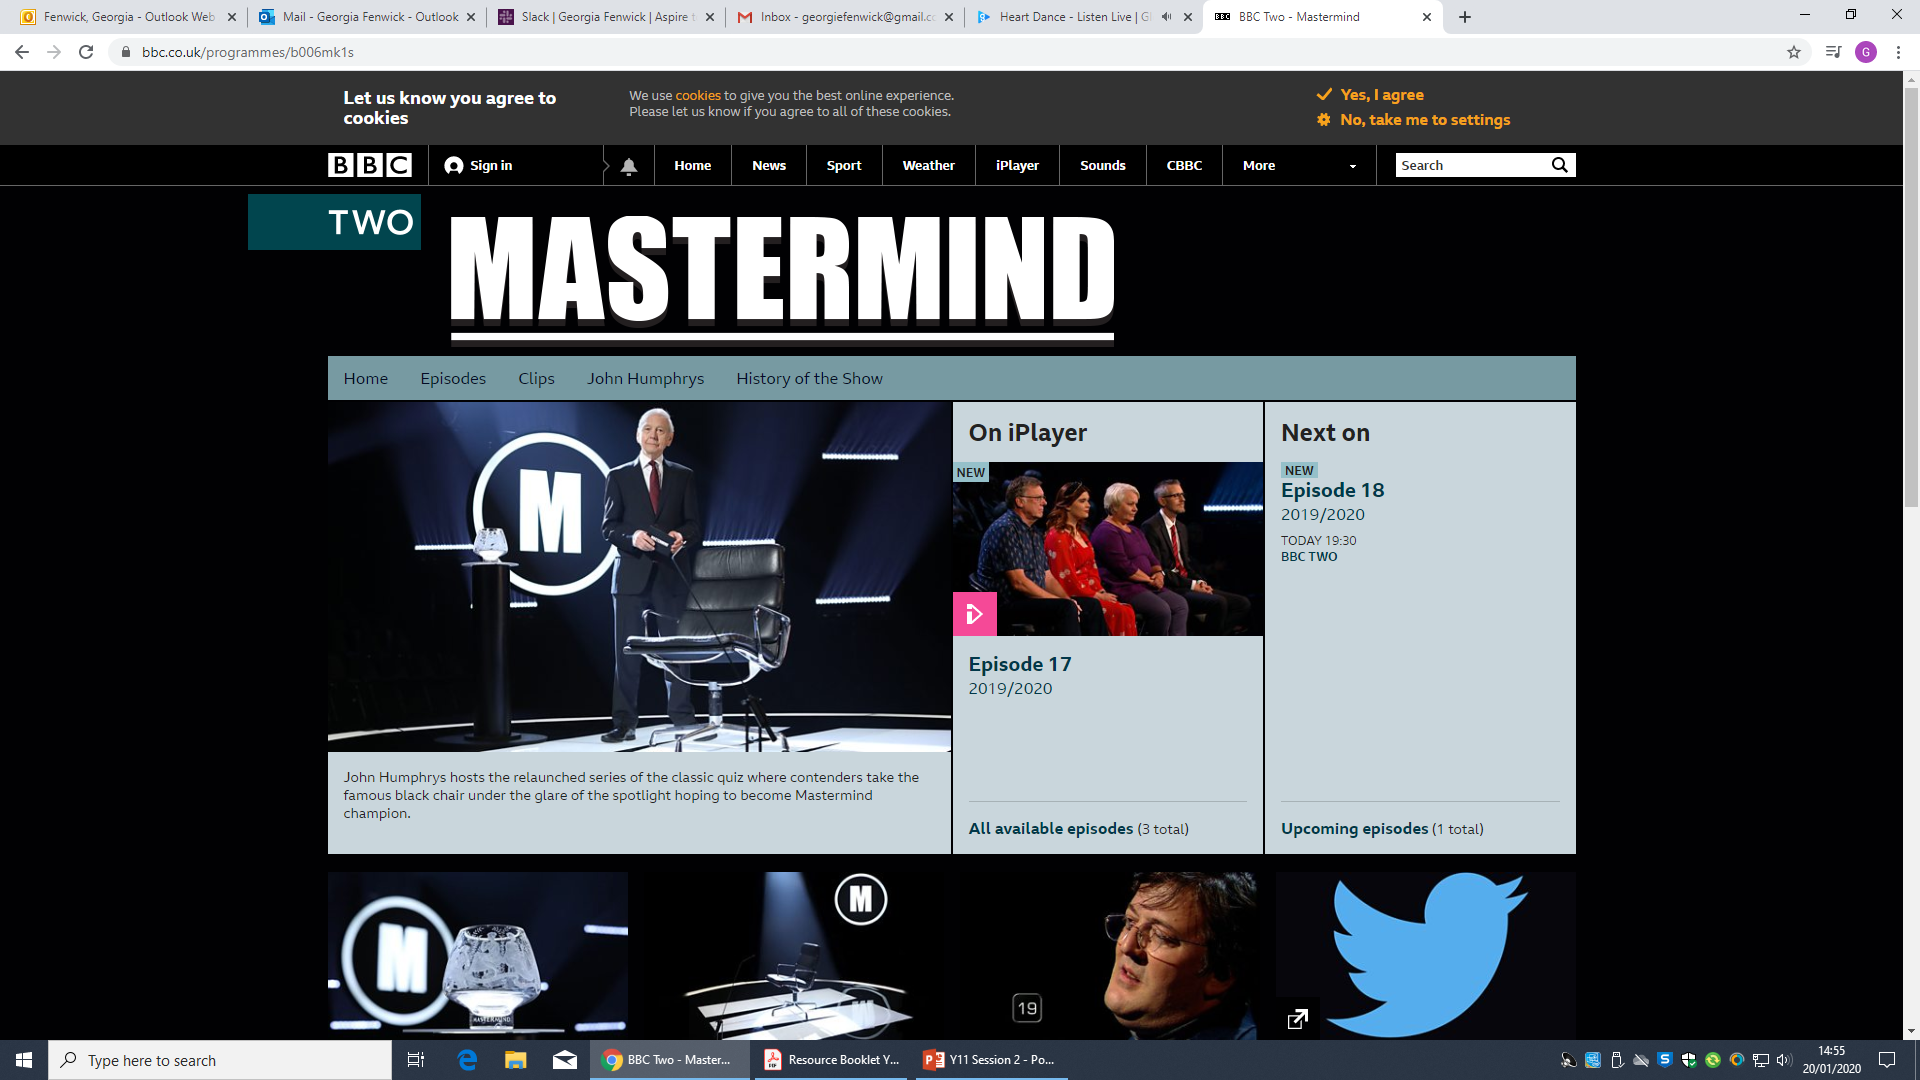 Fenwick, Georgia - Outlook Web
Mail - Georgia Fenwick - Outlook
Slack | Georgia Fenwick | Aspire t
Inbox - georgiefenwick@gmail.c
Heart Dance - Listen Live | Gl
BBC Two - Mastermind
bbc.co.uk/programmes/b006mk1s
G
Let us know you agree to
cookies
We use cookies to give you the best online experience.
Please let us know if you agree to all of these cookies.
Yes, I agree
No, take me to settings
BBC
Sign in
Home
News
Sport
Weather
iPlayer
Sounds
CBBC
More
Search
TWO
MASTERMIND
Home
Episodes
Clips
John Humphrys
History of the Show
M
John Humphrys hosts the relaunched series of the classic quiz where contenders take the
famous black chair under the glare of the spotlight hoping to become Mastermind
champion.
On iPlayer
NEW
Episode 17
2019/2020
All available episodes (3 total)
Next on
NEW
Episode 18
2019/2020
TODAY 19:30
BBC TWO
Upcoming episodes (1 total)
M
MASTERMIND
M
M
19
Type here to search
BBC Two - Master...
Resource Booklet Y...
Y11 Session 2 - Po...
14:55
20/01/2020